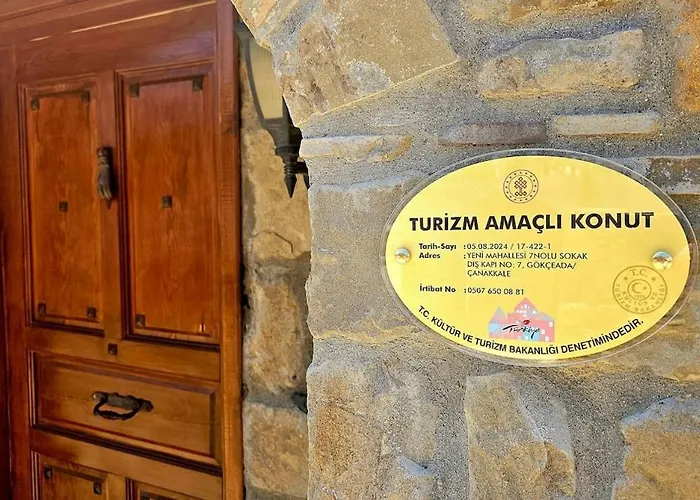 TURİZM AMAÇLI KONUT
Tarih-Sayı : 05.08.2024 / 17-422-1
Adres : YENİ MAHALLESİ 7NOLU SOKAK
DIŞ KAPI NO: 7, GÖKÇEADA/
ÇANAKKALE
İrtibat No : 0507 650 08 81
T.C.
Türkiye
T.C. KÜLTÜR VE TURİZM BAKANLIĞI DENETİMİNDEDİR.